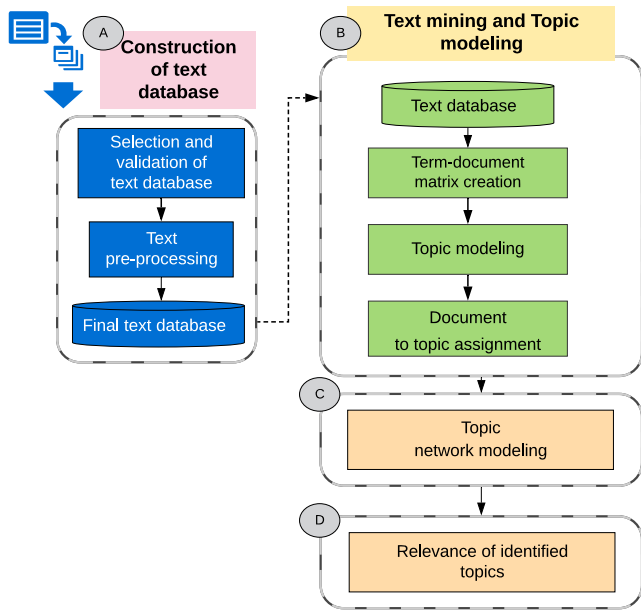 A
Construction
of text
database
Selection and
validation of
text database
Text
pre-processing
Final text database
B
Text mining and Topic
modeling
Text database
Term-document
matrix creation
Topic modeling
Document
to topic assignment
C
Topic
network modeling
D
Relevance of identified
topics